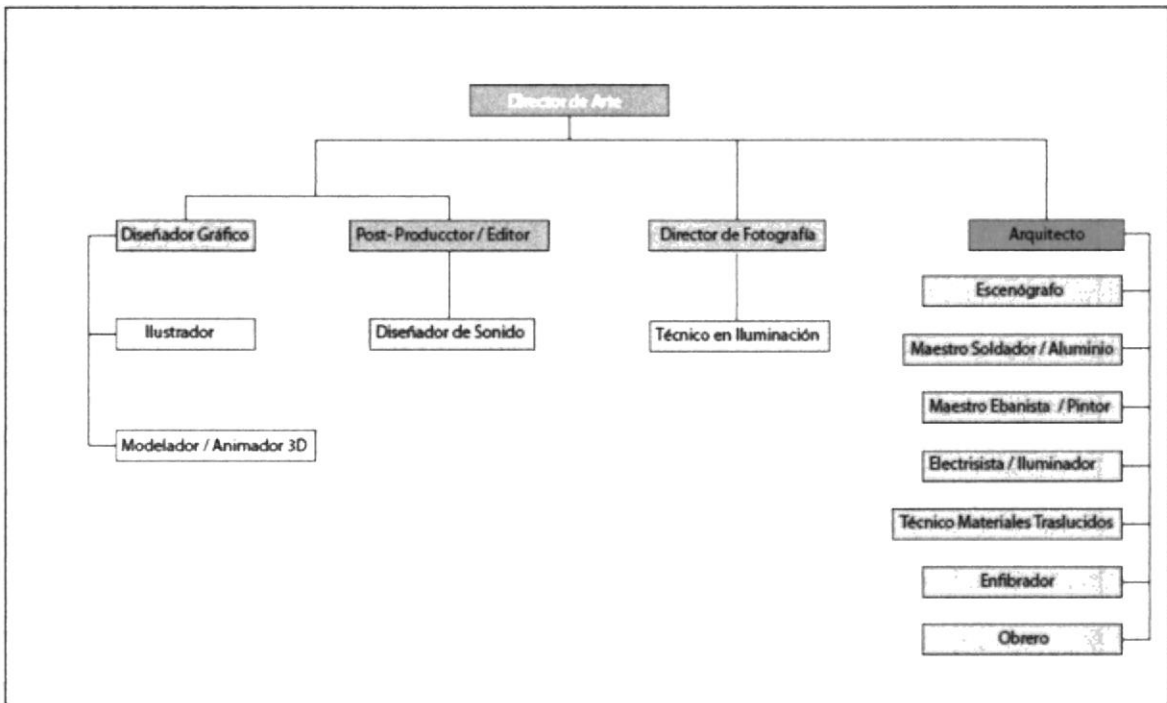 Director de Arte
Diseñador Gráfico
Post- Producctor / Editor
Director de Fotografía
Arquitecto
Escenógrafo
Ilustrador
Diseñador de Sonido
Técnico en Iluminación
Maestro Soldador / Aluminio
Maestro Ebanista / Pintor
Modelador / Animador 3D
Electrisista / Iluminador
Técnico Materiales Traslucidos
Enfibrador
Obrero